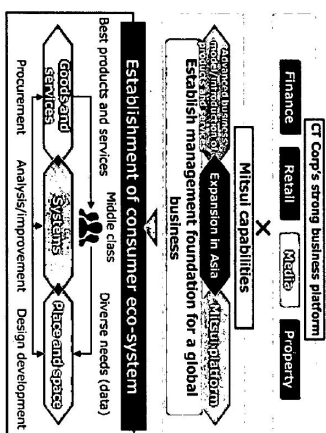 CT Corp's strong business platform
Finance
Retail
Media
Property
Mitsui capabilities
Advanced business
model/introduction of
products and services
Expansion in Asia
Mitsui platform
Establish management foundation for a global
business
Establishment of consumer eco-system
Best products and services
Middle class
Diverse needs (data)
Goods and
services
Systems
Place and space
Procurement
Analysis/improvement
Design development